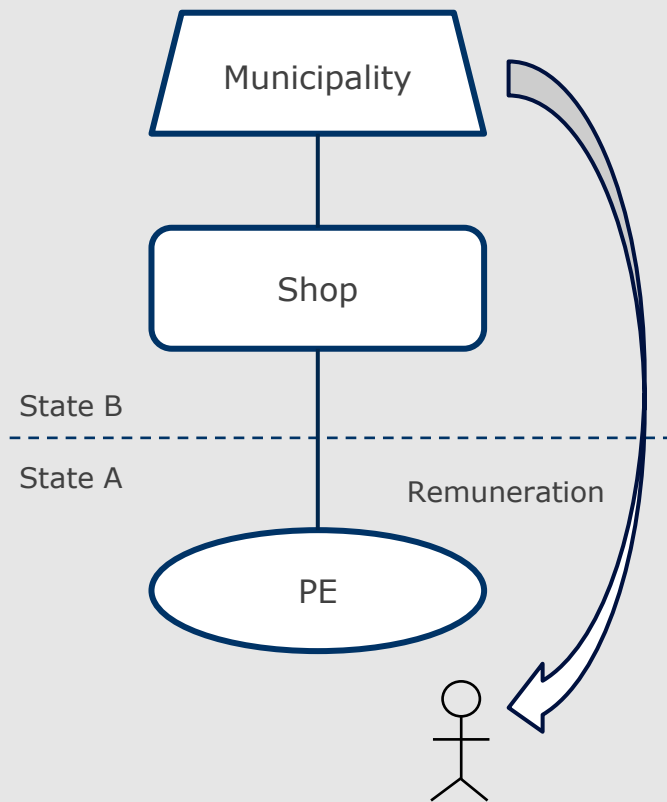 Municipality
Shop
State B
State A
Remuneration
PE